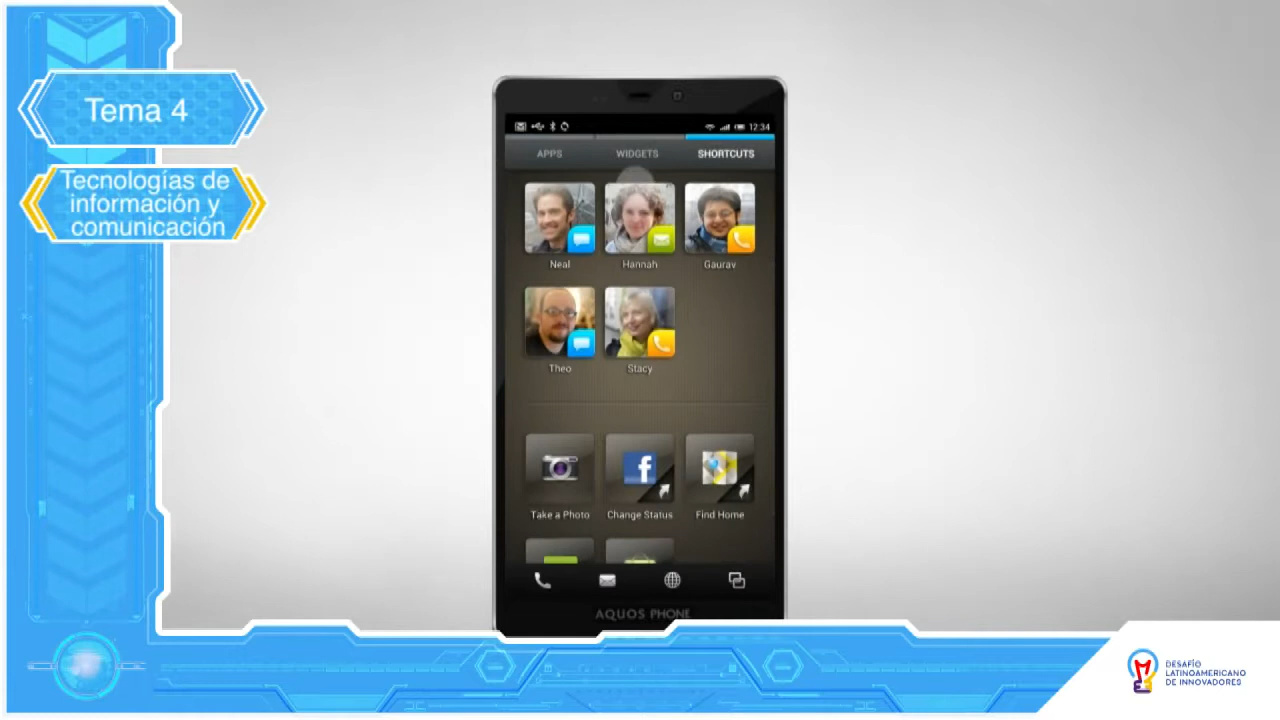 Tema 4
Tecnologías de
información y
comunicación
12:34
APPS WIDGETS SHORTCUTS
Neal Hannah Gaurav
Theo Stacy
Take a Photo Change Status Find Home
AQUOS PHONE
DESAFÍO
LATINOAMERICANO
DE INNOVADORES